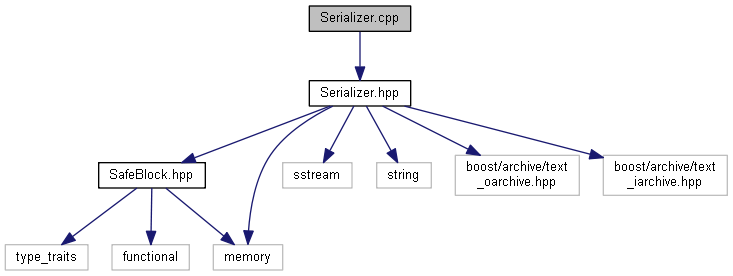 Serializer.cpp
Serializer.hpp
SafeBlock.hpp
sstream
string
boost/archive/text
_oarchive.hpp
boost/archive/text
_iarchive.hpp
type_traits
functional
memory